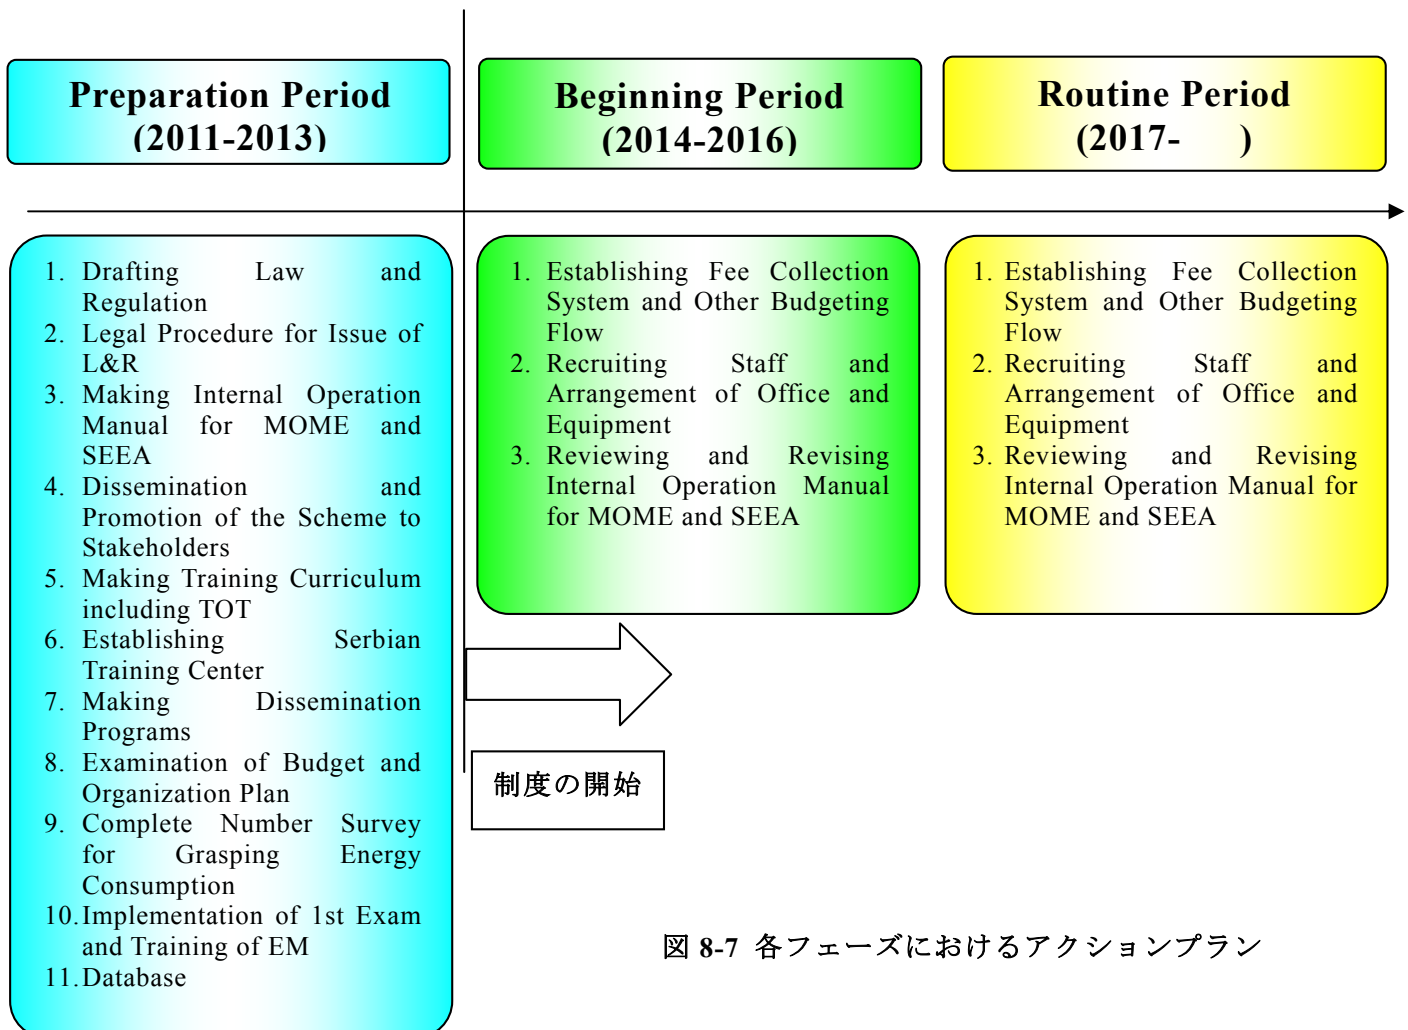 Preparation Period
(2011-2013)
Beginning Period
(2014-2016)
Routine Period
(2017-     )
1. Drafting Law and
Regulation
2. Legal Procedure for Issue of
L&R
3. Making Internal Operation
Manual for MOME and
SEEA
4. Dissemination and
Promotion of the Scheme to
Stakeholders
5. Making Training Curriculum
including TOT
6. Establishing Serbian
Training Center
7. Making Dissemination
Programs
8. Examination of Budget and
Organization Plan
9. Complete Number Survey
for Grasping Energy
Consumption
10. Implementation of 1st Exam
and Training of EM
11. Database
1. Establishing Fee Collection
System and Other Budgeting
Flow
2. Recruiting Staff and
Arrangement of Office and
Equipment
3. Reviewing and Revising
Internal Operation Manual
for MOME and SEEA
1. Establishing Fee Collection
System and Other Budgeting
Flow
2. Recruiting Staff and
Arrangement of Office and
Equipment
3. Reviewing and Revising
Internal Operation Manual for
MOME and SEEA
制度の開始
図 8-7 各フェーズにおけるアクションプラン